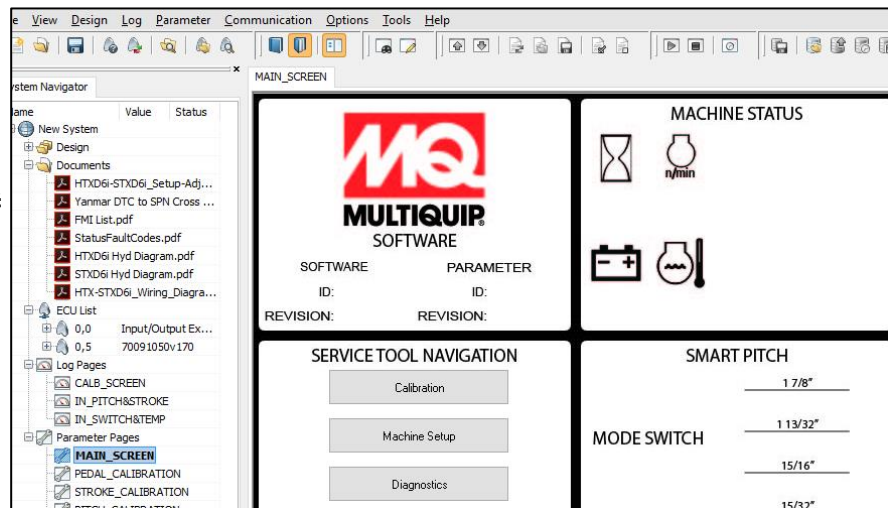 e View Design Log Parameter Communication Options Tools Help
ystem Navigator
ame Value Status
New System
Design
Documents
HTXD6i-STXD6i_Setup-Adj...
Yanmar DTC to SPN Cross ...
FMI List.pdf
StatusFaultCodes.pdf
HTXD6i Hyd Diagram.pdf
STXD6i Hyd Diagram.pdf
HTX-STXD6i_Wiring_Diagra...
ECU List
0,0 Input/Output Ex...
0,5 70091050v170
Log Pages
CALB_SCREEN
IN_PITCH&STROKE
IN_SWITCH&TEMP
Parameter Pages
MAIN_SCREEN
PEDAL_CALIBRATION
STROKE_CALIBRATION
PITCH_CALIBRATION
MAIN_SCREEN
MQ
MULTIQUIP.
SOFTWARE
SOFTWARE PARAMETER
ID: ID:
REVISION: REVISION:
MACHINE STATUS
n/min
SERVICE TOOL NAVIGATION
Calibration
Machine Setup
Diagnostics
SMART PITCH
MODE SWITCH
1 7/8"
1 13/32"
15/16"
15/32"